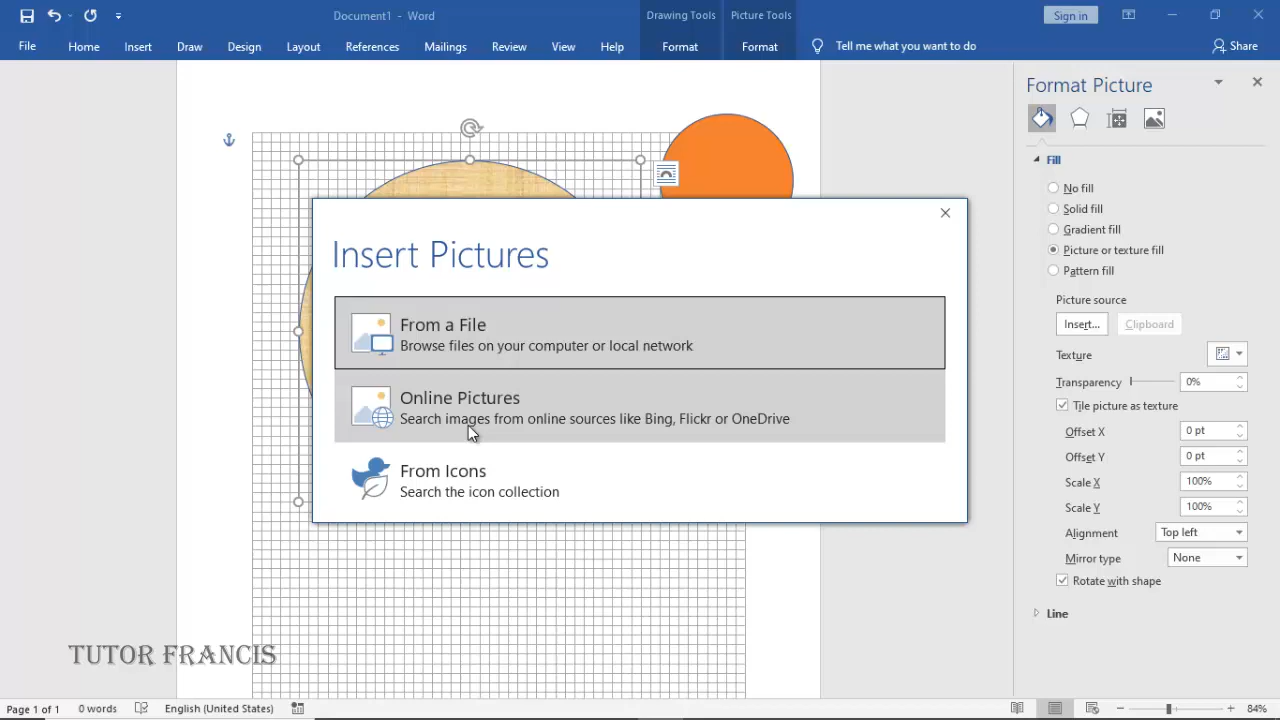 Document1 - Word
Drawing Tools
Picture Tools
Sign in
File
Home
Insert
Draw
Design
Layout
References
Mailings
Review
View
Help
Format
Format
Tell me what you want to do
Share
Insert Pictures
From a File
Browse files on your computer or local network
Online Pictures
Search images from online sources like Bing, Flickr or OneDrive
From Icons
Search the icon collection
Format Picture
Fill
No fill
Solid fill
Gradient fill
Picture or texture fill
Pattern fill
Picture source
Insert...
Clipboard
Texture
Transparency
0%
Tile picture as texture
Offset X
0 pt
Offset Y
0 pt
Scale X
100%
Scale Y
100%
Alignment
Top left
Mirror type
None
Rotate with shape
Line
TUTOR FRANCIS
Page 1 of 1
0 words
English (United States)
84%